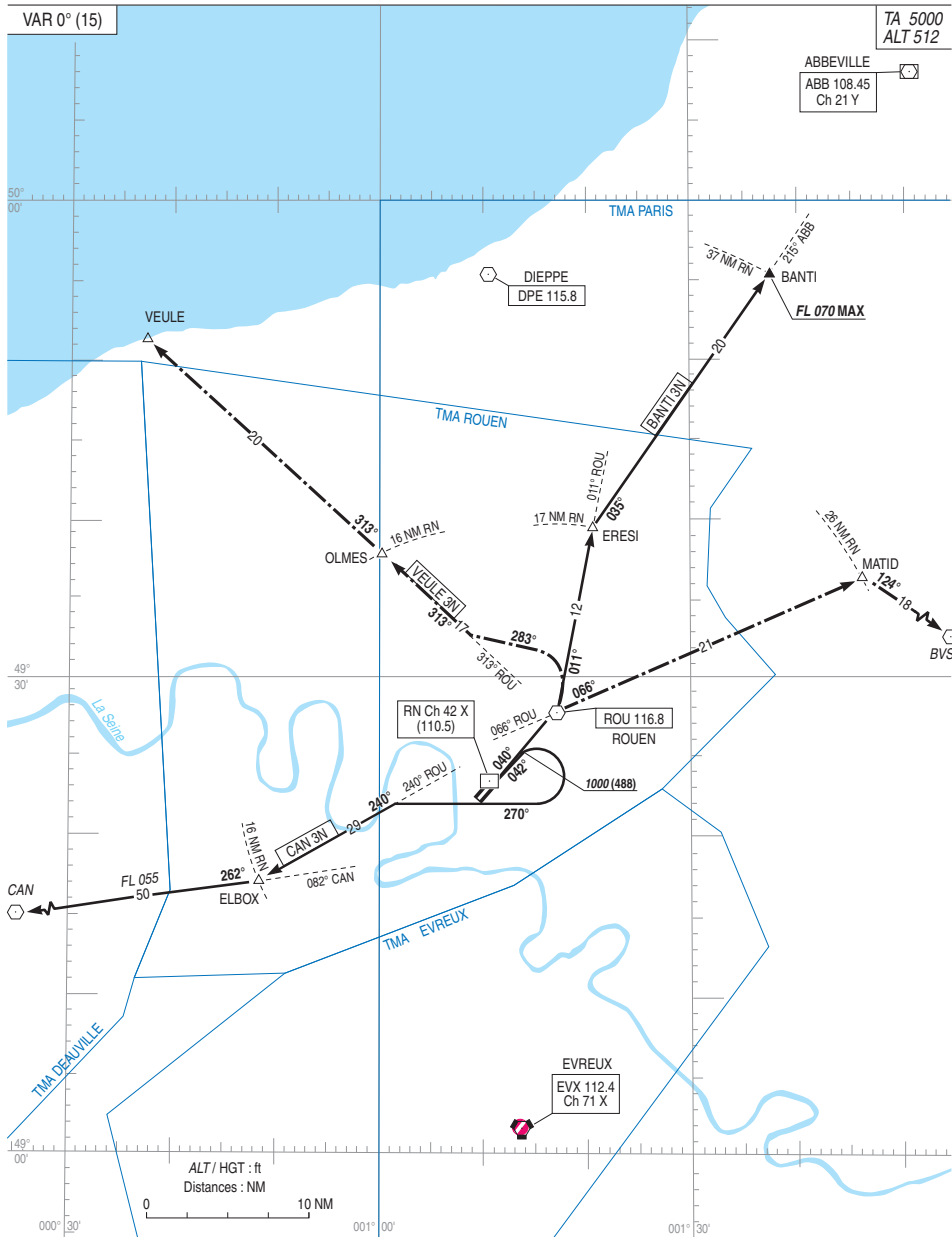 VAR 0° (15)
TA 5000
ALT 512
ABBEVILLE
ABB 108.45
Ch 21 Y
50°
00'
TMA PARIS
215° ABB
37 NM RN
BANTI
FL 070 MAX
DIEPPE
DPE 115.8
VEULE
20
BANTI 3N
TMA ROUEN
20
011° ROU
313°
16 NM RN
OLMES
17 NM RN
035°
ERESI
26 NM RN
MATID
124°
18
BVS
VEULE 3N
313°
17
283°
313° ROU
12
011°
21
066°
49°
30'
La Seine
RN Ch 42 X
(110.5)
066° ROU
ROU 116.8
ROUEN
040°
042°
1000 (488)
270°
240° ROU
240°
29
CAN 3N
16 NM RN
262°
082° CAN
ELBOX
FL 055
50
CAN
TMA EVREUX
TMA DEAUVILLE
EVREUX
EVX 112.4
Ch 71 X
49°
00'
ALT / HGT : ft
Distances : NM
0
10 NM
000° 30'
001° 00'
001° 30'